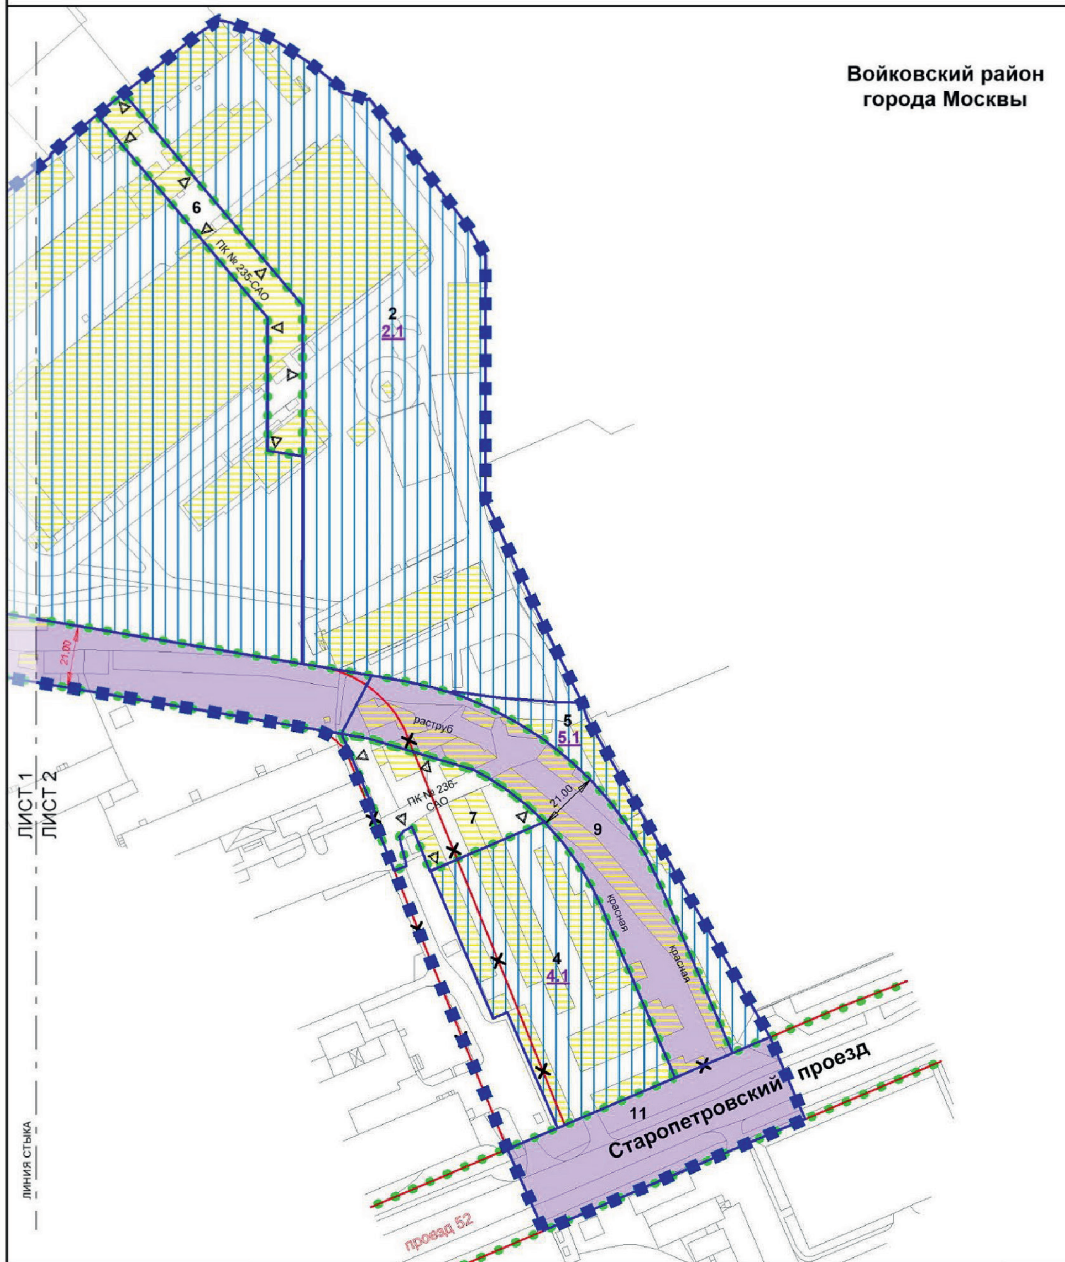 Войковский район
города Москвы
6
ПК № 235-САО
2
2.1
21.00
раструб
5
5.1
ЛИСТ 1
ЛИСТ 2
ПК № 236-
САО
7
21.00
9
красная
красная
4
4.1
11
Старопетровский проезд
ЛИНИЯ СТЫКА
проезд 52